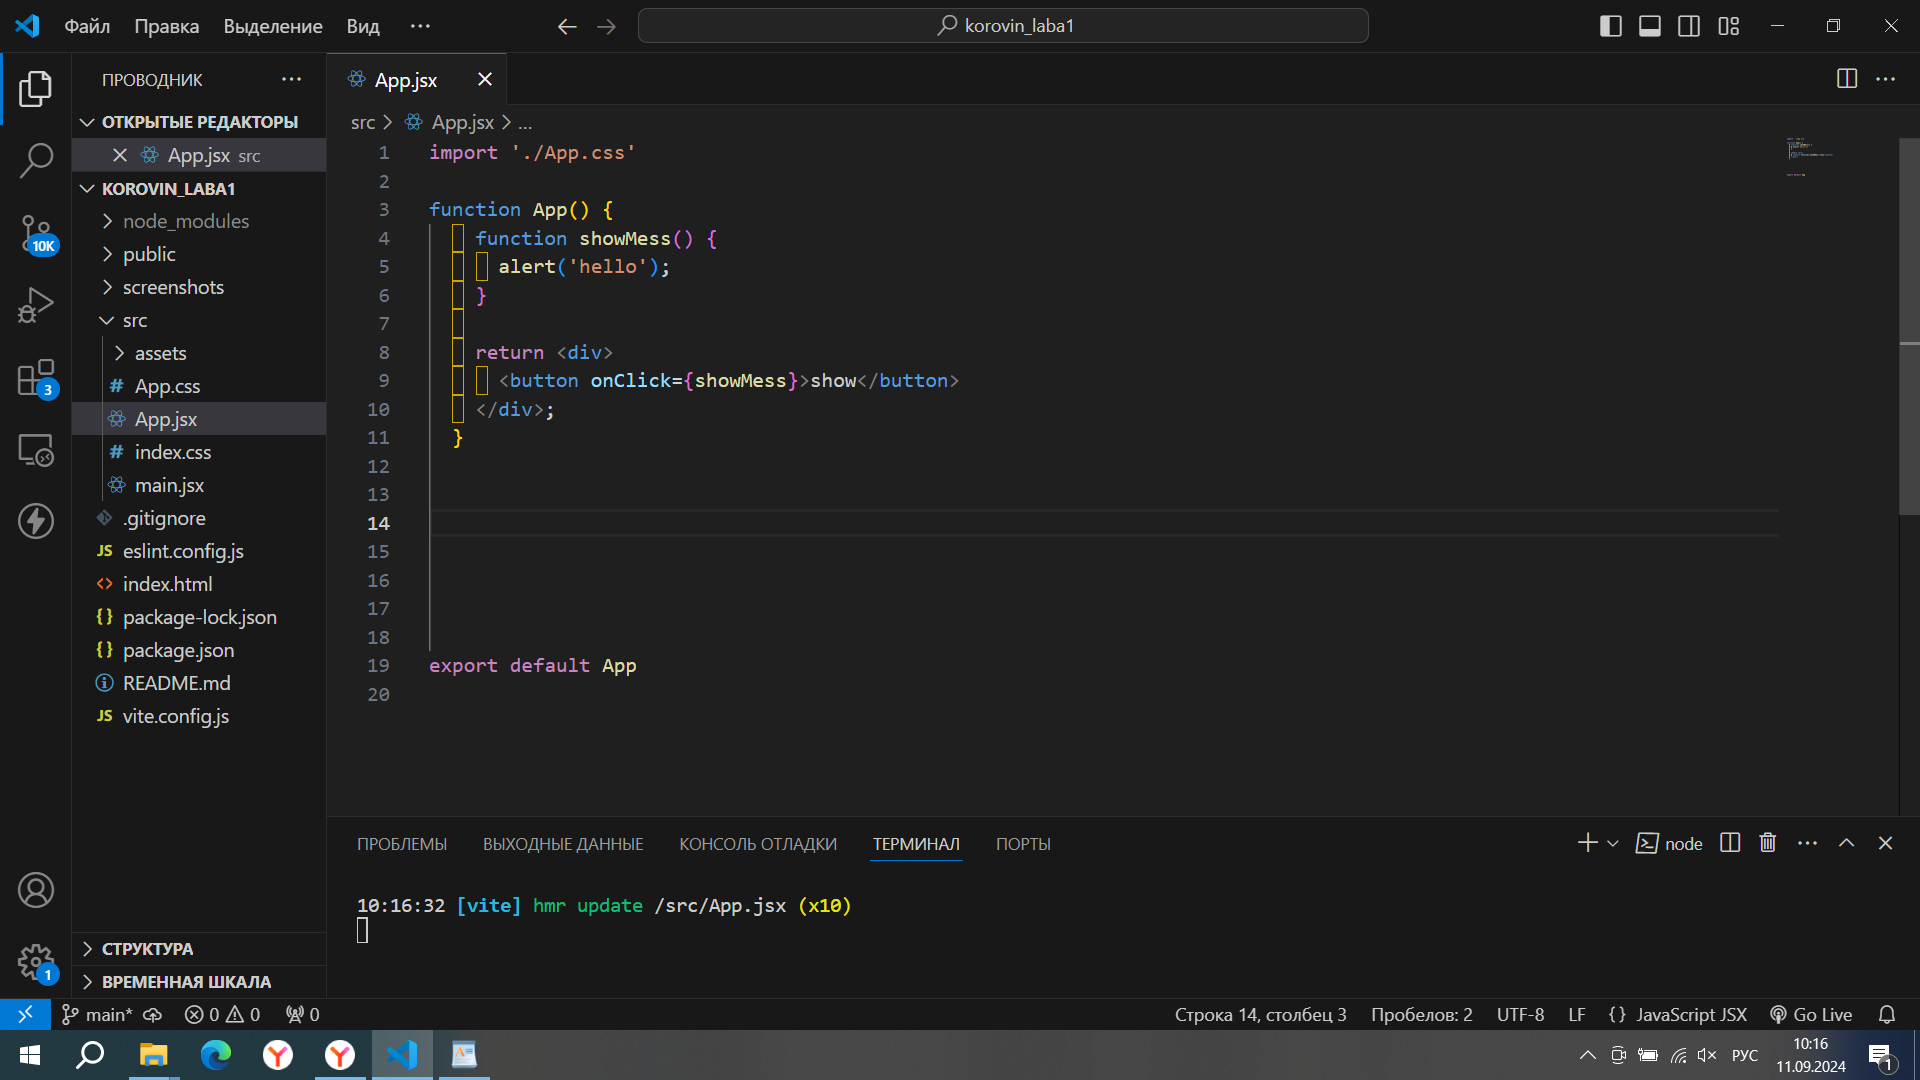 Файл Правка Выделение Вид ··· korovin_laba1
ПРОВОДНИК ···
ОТКРЫТЫЕ РЕДАКТОРЫ
App.jsx src
KOROVIN_LABA1
node_modules
public
screenshots
src
assets
# App.css
App.jsx
# index.css
main.jsx
.gitignore
JS eslint.config.js
<> index.html
{} package-lock.json
{} package.json
README.md
JS vite.config.js
СТРУКТУРА
ВРЕМЕННАЯ ШКАЛА
10K
3
1
App.jsx
src > App.jsx > ...
1 import './App.css'
2
3 function App() {
4 function showMess() {
5 alert('hello');
6 }
7
8 return <div>
9 <button onClick={showMess}>show</button>
10 </div>;
11 }
12
13
14
15
16
17
18
19 export default App
20
ПРОБЛЕМЫ ВЫХОДНЫЕ ДАННЫЕ КОНСОЛЬ ОТЛАДКИ ТЕРМИНАЛ ПОРТЫ node
10:16:32 [vite] hmr update /src/App.jsx (x10)
main* 0 0 0 Строка 14, столбец 3 Пробелов: 2 UTF-8 LF {} JavaScript JSX Go Live
РУС 10:16
11.09.2024
1